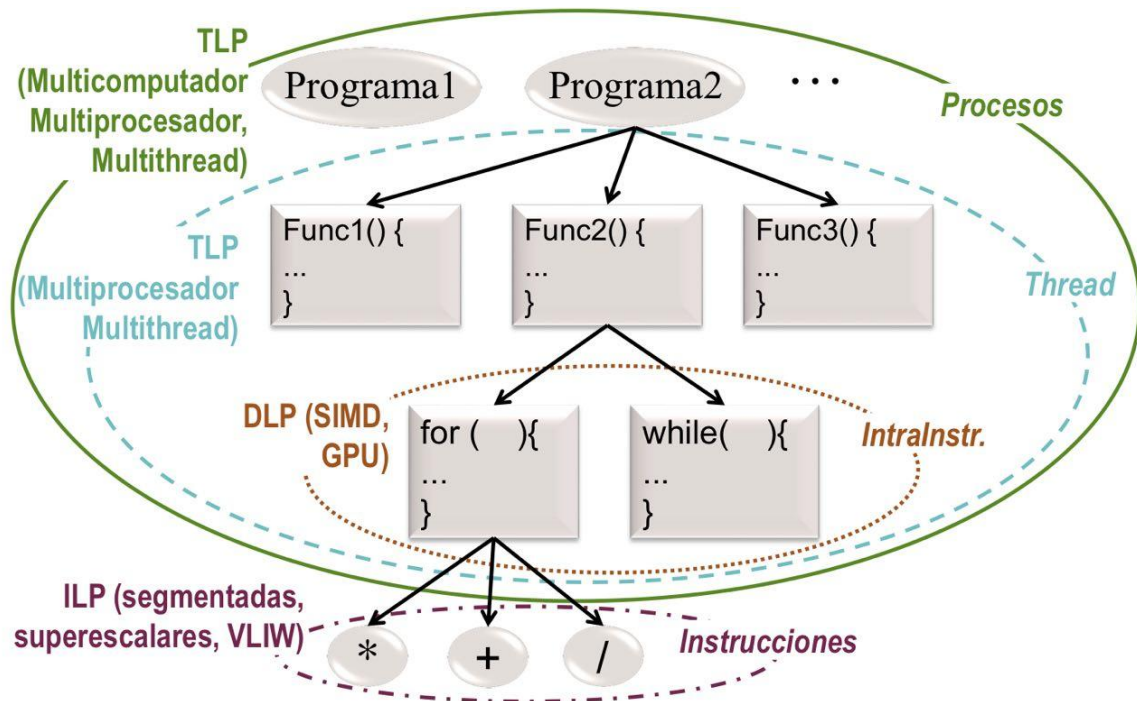 TLP
(Multicomputador
Multiprocesador,
Multithread)
Programa1
Programa2
...
Procesos
TLP
(Multiprocesador
Multithread)
Func1() {
...
}
Func2() {
...
}
Func3() {
...
}
Thread
DLP (SIMD,
GPU)
for (    ){
...
}
while(    ){
...
}
IntraInstr.
ILP (segmentadas,
superescalares, VLIW)
*
+
/
Instrucciones